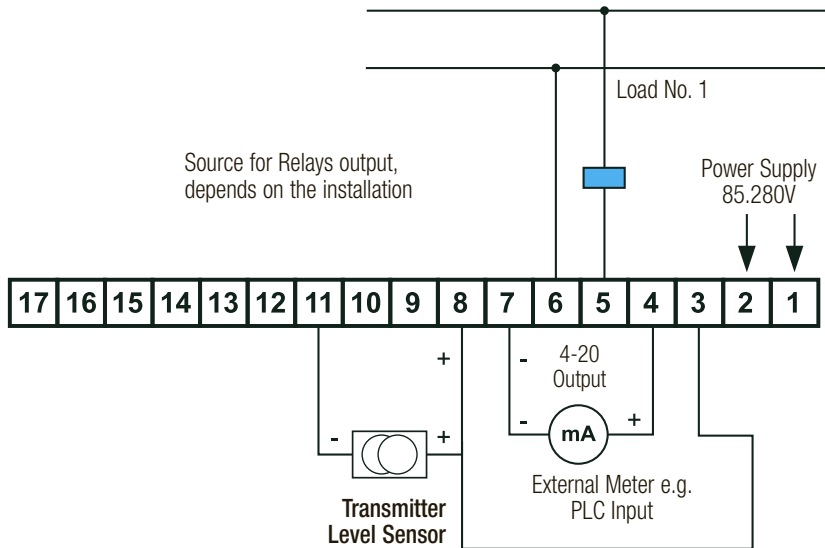 Load No. 1
Source for Relays output,
depends on the installation
Power Supply
85.280V
17 16 15 14 13 12 11 10 9 8 7 6 5 4 3 2 1
+ - 4-20
Output
- + - mA +
External Meter e.g.
PLC Input
Transmitter
Level Sensor